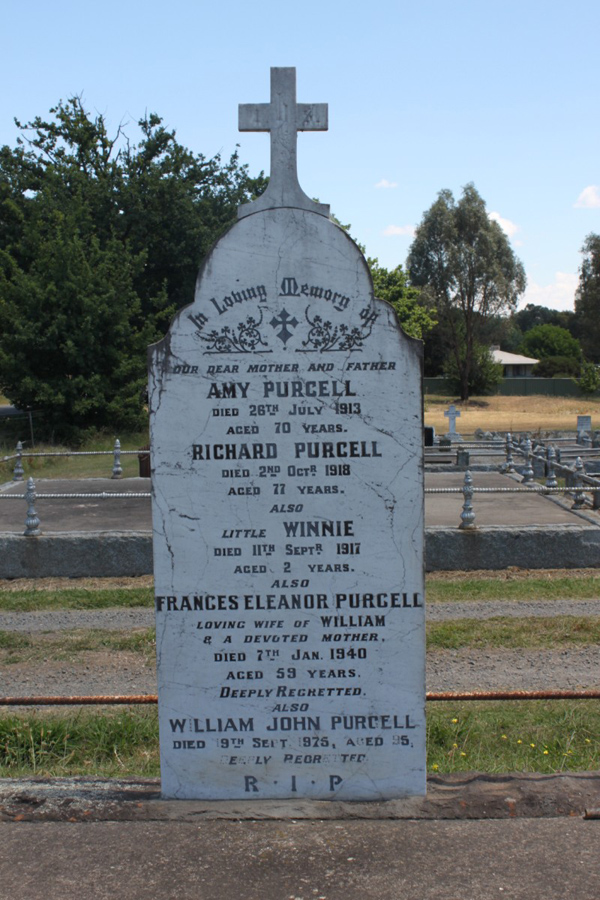 I.H.S
In Loving Memory of
OUR DEAR MOTHER AND FATHER
AMY PURCELL
DIED 26TH JULY 1913
AGED 70 YEARS.
RICHARD PURCELL
DIED 2ND OCTR 1918
AGED 77 YEARS.
ALSO
LITTLE WINNIE
DIED 11TH SEPTR 1917
AGED 2 YEARS.
ALSO
FRANCES ELEANOR PURCELL
LOVING WIFE OF WILLIAM
& A DEVOTED MOTHER,
DIED 7TH JAN. 1940
AGED 59 YEARS.
DEEPLY REGRETTED.
ALSO
WILLIAM JOHN PURCELL
DIED 19TH SEPT. 1975, AGED 95,
DEEPLY REGRETTED
R · I · P